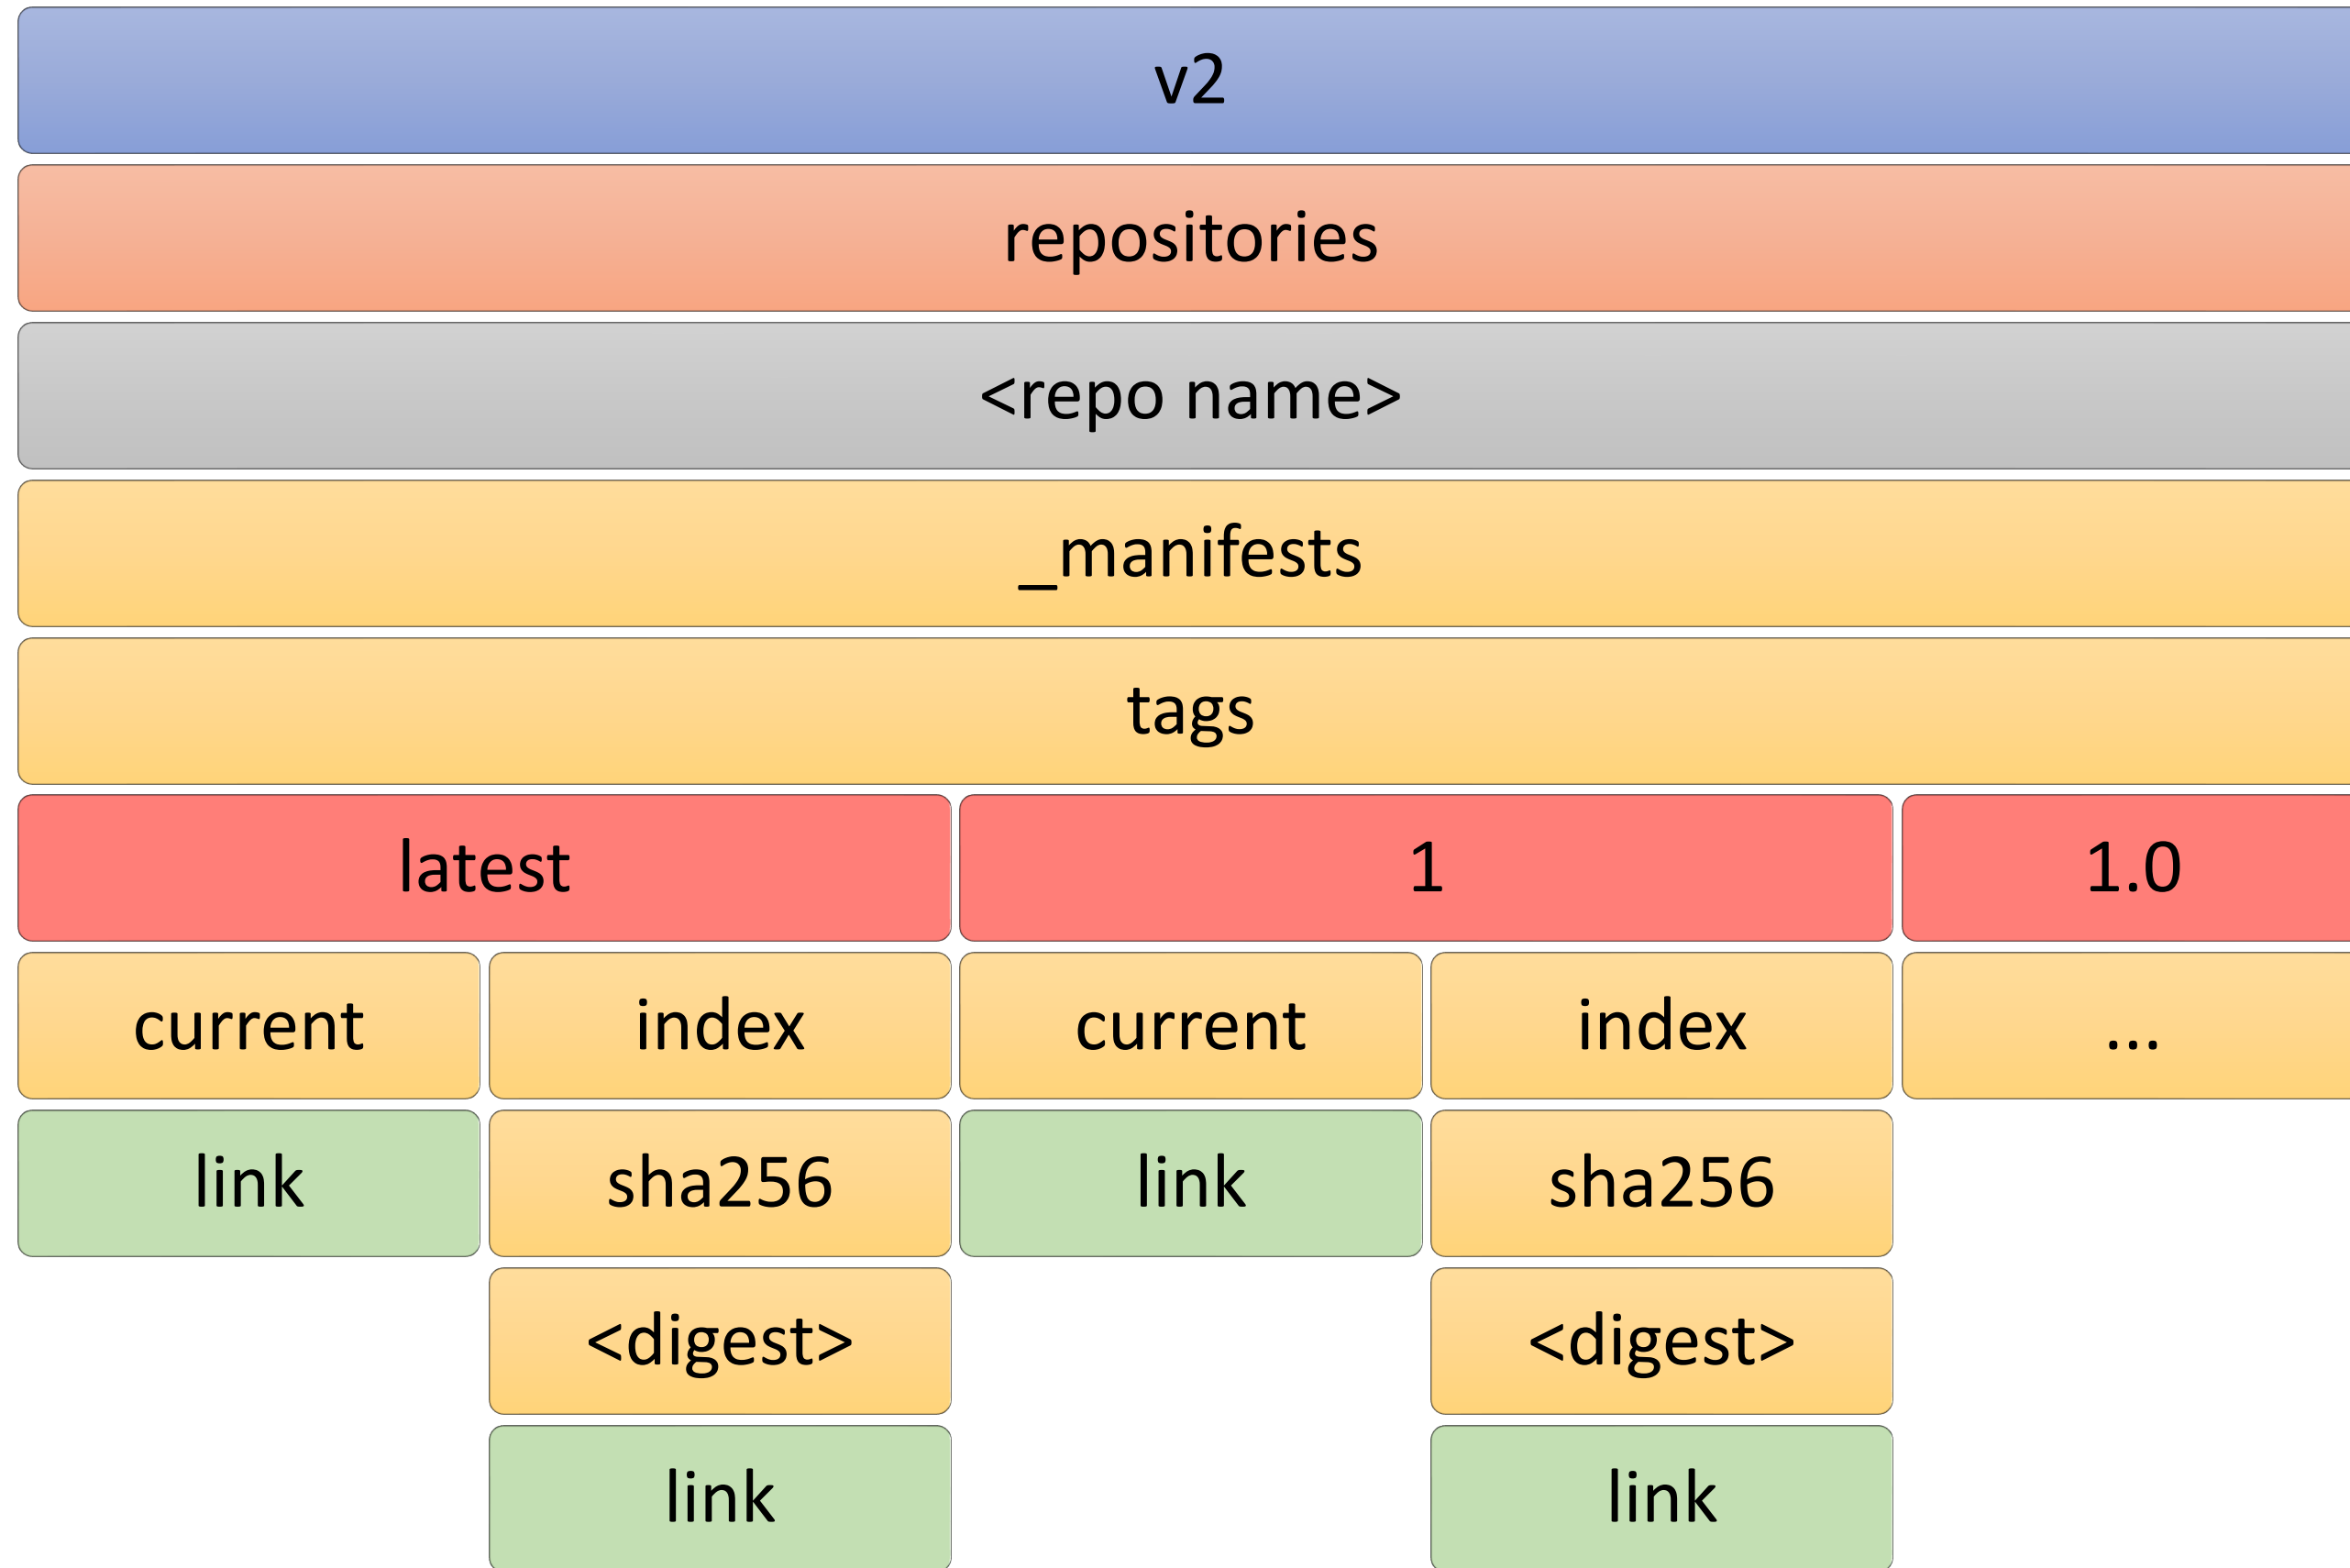 v2
repositories
<repo name>
_manifests
tags
latest 1 1.0
current index current index ...
link sha256 link sha256
<digest> <digest>
link link